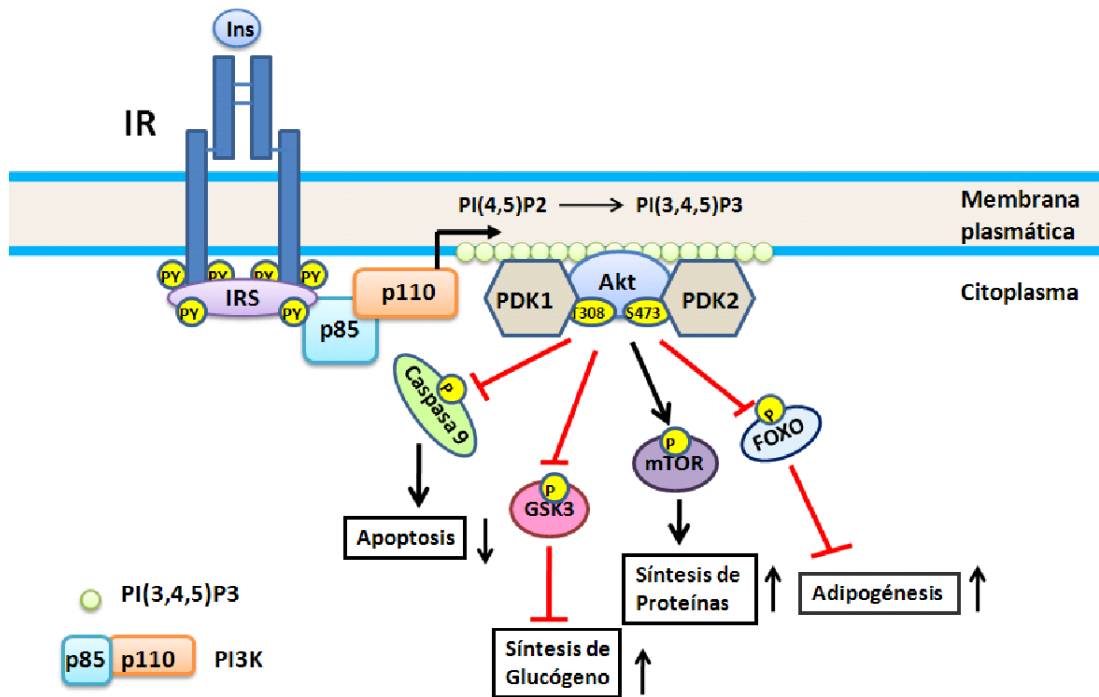 Ins
IR
PI(4,5)P2 → PI(3,4,5)P3
Membrana
plasmática
Citoplasma
PY PY PY PY
IRS
PY PY
p85
p110
PDK1
Akt
PDK2
T308 S473
P
Caspasa 9
P
GSK3
P
mTOR
P
FOXO
Apoptosis
Síntesis de
Glucógeno
Síntesis de
Proteínas
Adipogénesis
PI(3,4,5)P3
p85 p110 PI3K